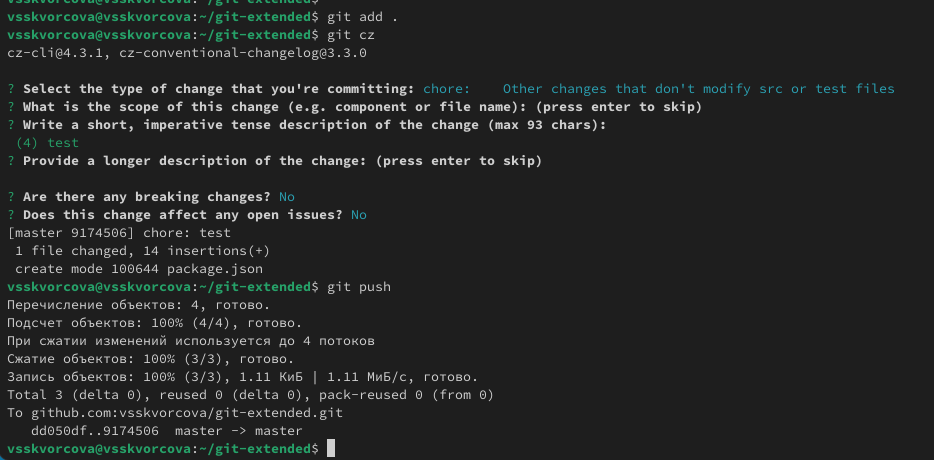 vsskvorcova@vsskvorcova:~/git-extended$
vsskvorcova@vsskvorcova:~/git-extended$ git add .
vsskvorcova@vsskvorcova:~/git-extended$ git cz
cz-cli@4.3.1, cz-conventional-changelog@3.3.0
? Select the type of change that you're committing: chore:    Other changes that don't modify src or test files
? What is the scope of this change (e.g. component or file name): (press enter to skip)
? Write a short, imperative tense description of the change (max 93 chars):
 (4) test
? Provide a longer description of the change: (press enter to skip)
? Are there any breaking changes? No
? Does this change affect any open issues? No
[master 9174506] chore: test
 1 file changed, 14 insertions(+)
 create mode 100644 package.json
vsskvorcova@vsskvorcova:~/git-extended$ git push
Перечисление объектов: 4, готово.
Подсчет объектов: 100% (4/4), готово.
При сжатии изменений используется до 4 потоков
Сжатие объектов: 100% (3/3), готово.
Запись объектов: 100% (3/3), 1.11 КиБ | 1.11 МиБ/с, готово.
Total 3 (delta 0), reused 0 (delta 0), pack-reused 0 (from 0)
To github.com:vsskvorcova/git-extended.git
   dd050df..9174506  master -> master
vsskvorcova@vsskvorcova:~/git-extended$